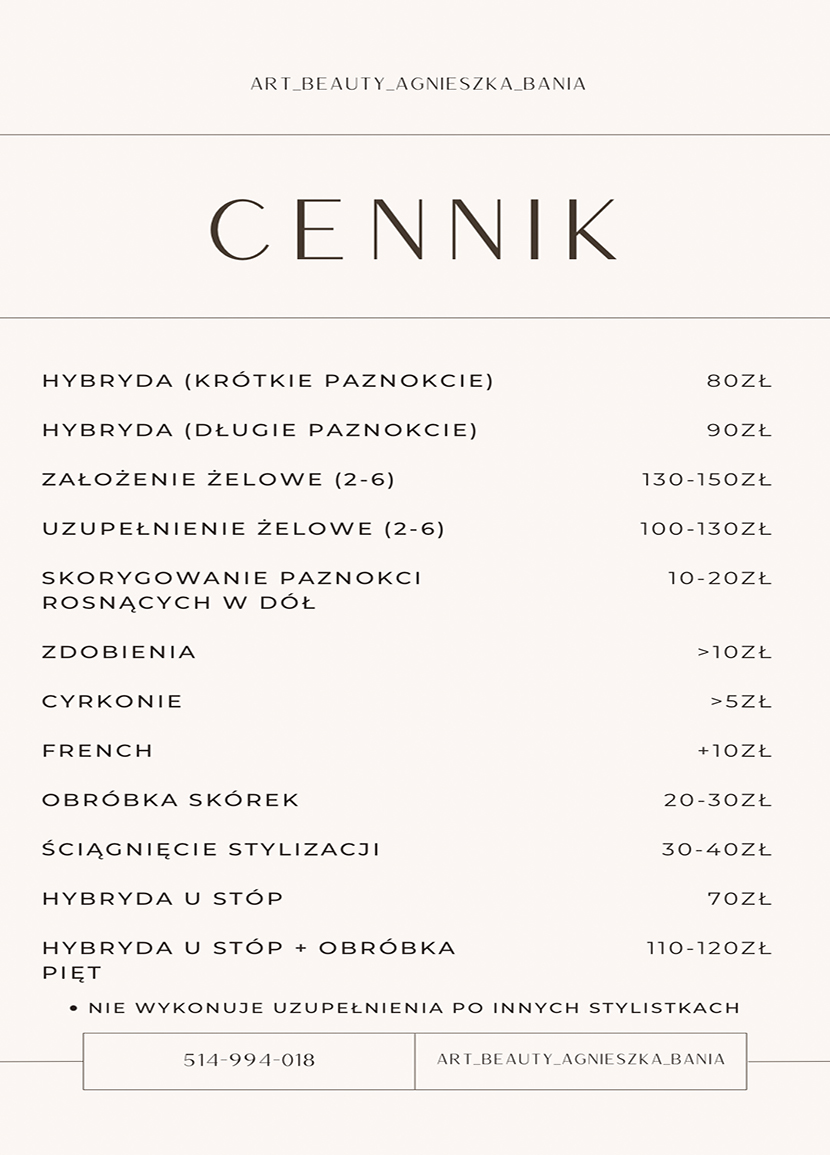 ART_BEAUTY_AGNIESZKA_BANIA
CENNIK
HYBRYDA (KRÓTKIE PAZNOKCIE) 80ZŁ
HYBRYDA (DŁUGIE PAZNOKCIE) 90ZŁ
ZAŁOŻENIE ŻELOWE (2-6) 130-150ZŁ
UZUPEŁNIENIE ŻELOWE (2-6) 100-130ZŁ
SKORYGOWANIE PAZNOKCI 10-20ZŁ
ROSNĄCYCH W DÓŁ
ZDOBIENIA >10ZŁ
CYRKONIE >5ZŁ
FRENCH +10ZŁ
OBRÓBKA SKÓREK 20-30ZŁ
ŚCIĄGNIĘCIE STYLIZACJI 30-40ZŁ
HYBRYDA U STÓP 70ZŁ
HYBRYDA U STÓP + OBRÓBKA 110-120ZŁ
PIĘT
• NIE WYKONUJE UZUPEŁNIENIA PO INNYCH STYLISTKACH
514-994-018 ART_BEAUTY_AGNIESZKA_BANIA